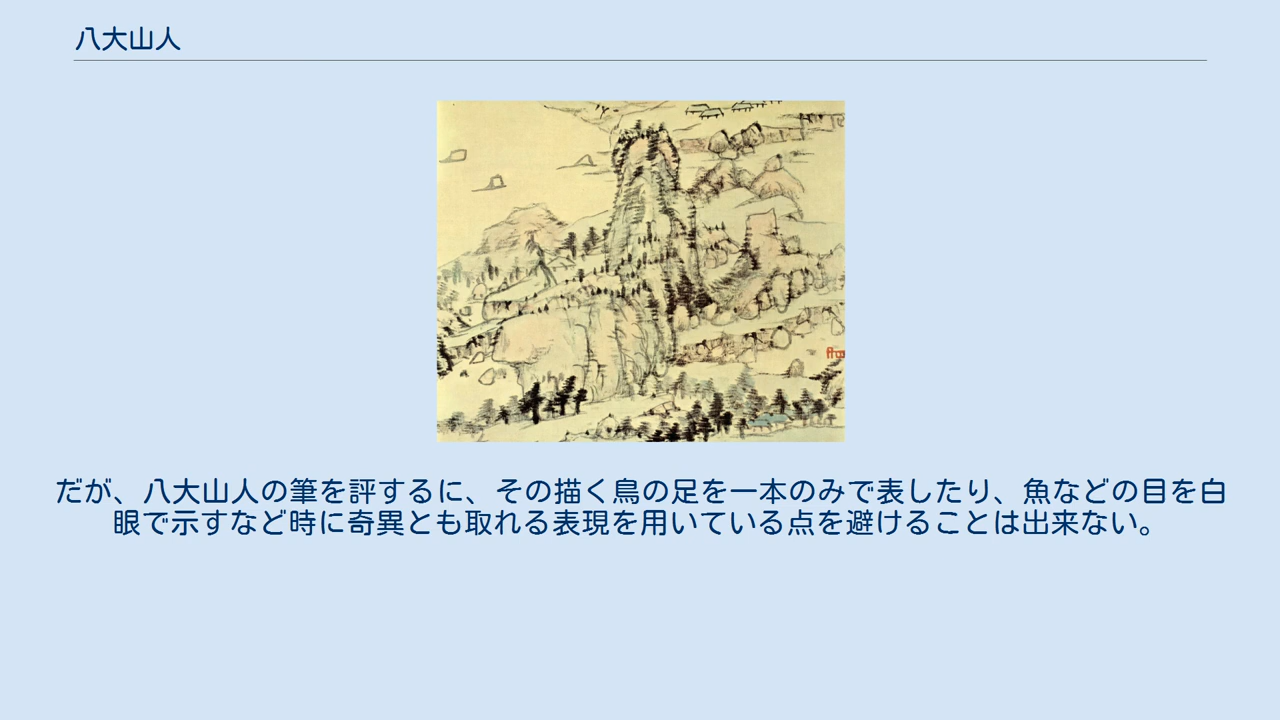 八大山人
だが、八大山人の筆を評するに、その描く鳥の足を一本のみで表したり、魚などの目を白
眼で示すなど時に奇異とも取れる表現を用いている点を避けることは出来ない。